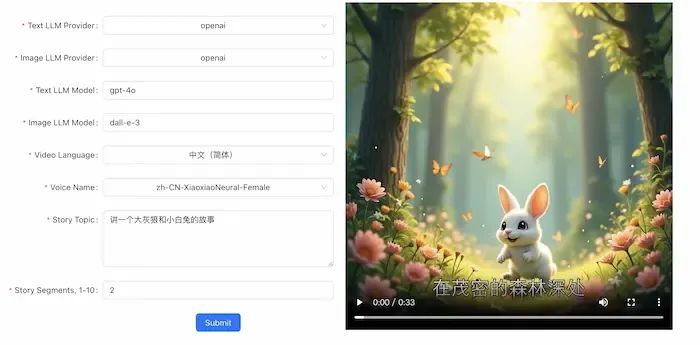 * Text LLM Provider: openai
* Image LLM Provider: openai
* Text LLM Model: gpt-4o
* Image LLM Model: dall-e-3
* Video Language: 中文（简体）
* Voice Name: zh-CN-XiaoxiaoNeural-Female
* Story Topic: 讲一个大灰狼和小白兔的故事
* Story Segments, 1-10: 2
Submit
在茂密的森林深处
0:00 / 0:33